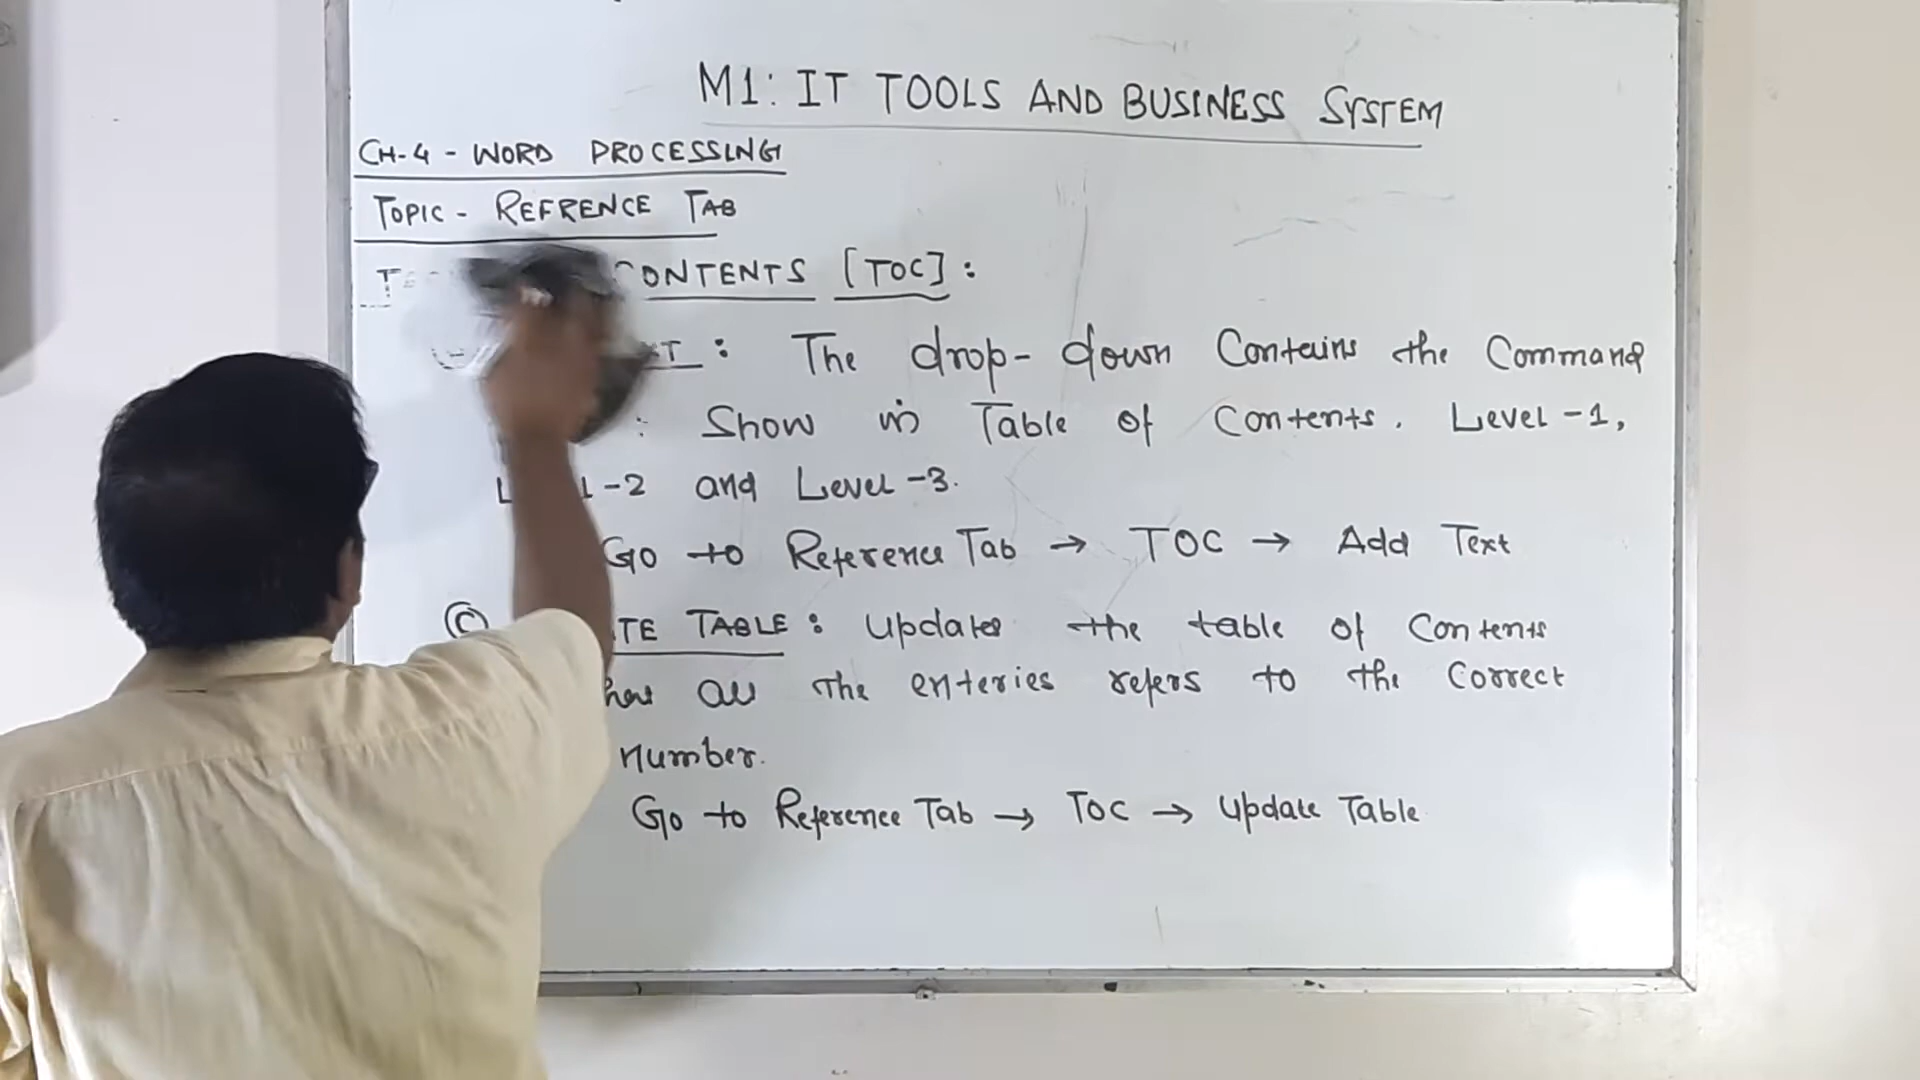 M1: IT TOOLS AND BUSINESS SYSTEM
CH-4 - WORD PROCESSING
TOPIC - REFRENCE TAB
CONTENTS [TOC] :
: The drop-down Contains the Command
: Show in Table of Contents. Level-1,
-2 and Level-3.
Go to Reference Tab → TOC → Add Text
Ⓒ TE TABLE : Updates the table of Contents
all the enteries refers to the Correct
number.
Go to Reference Tab → TOC → Update Table